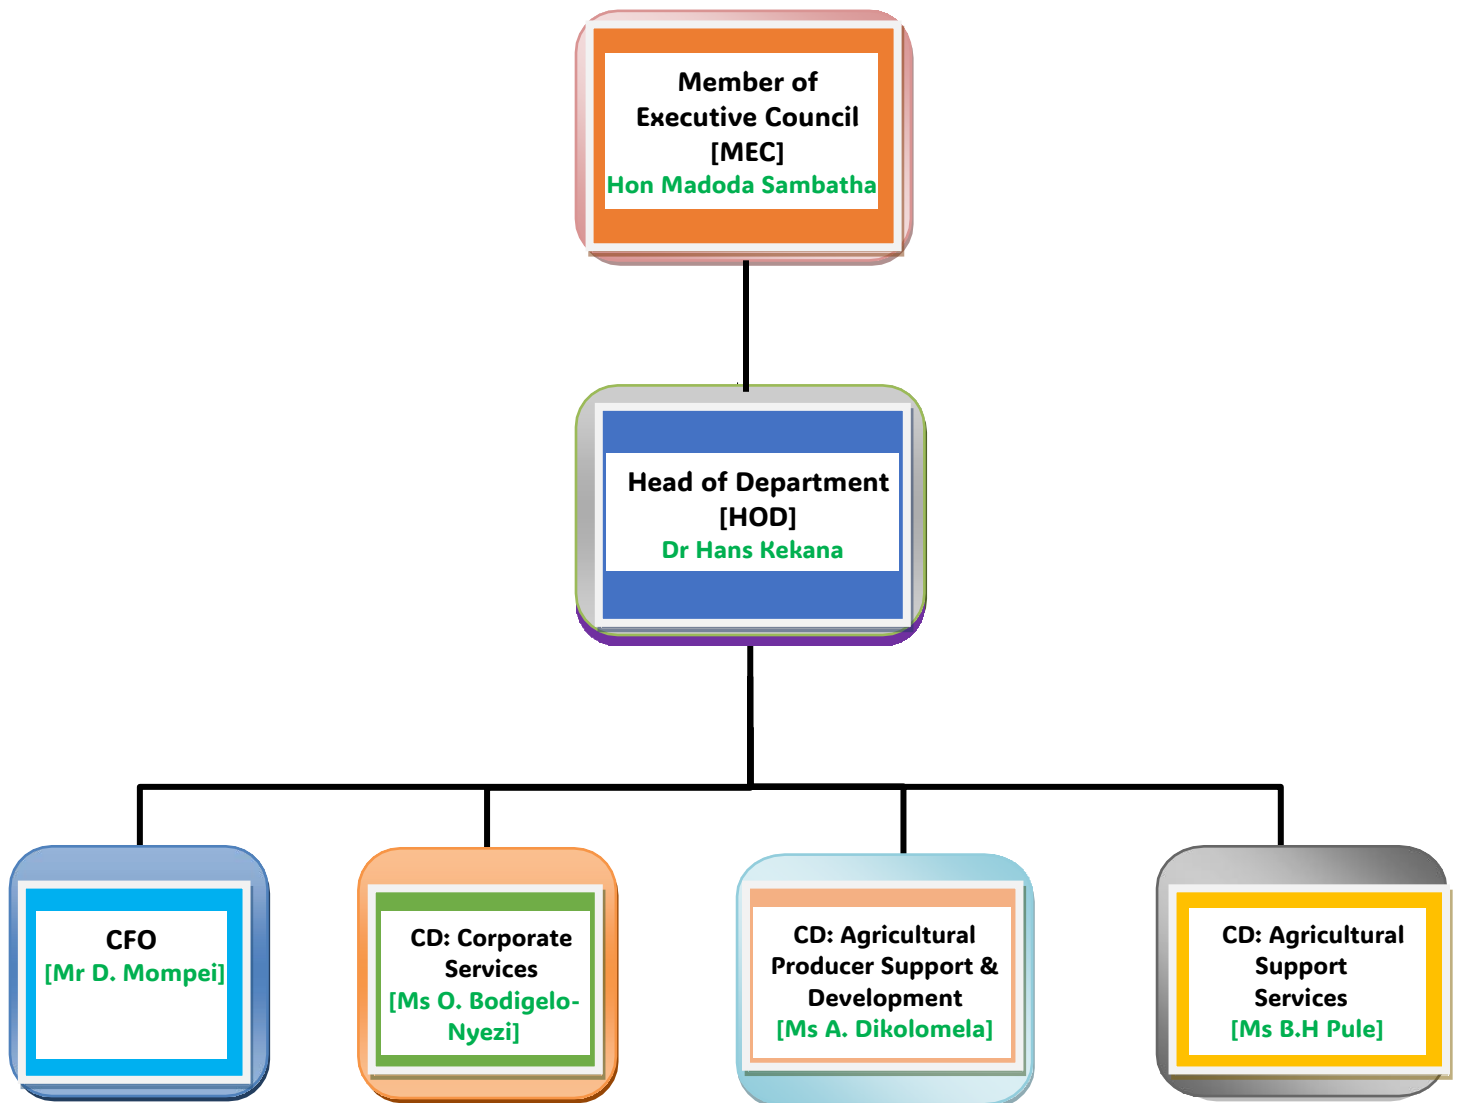 Member of
Executive Council
[MEC]
Hon Madoda Sambatha
Head of Department
[HOD]
Dr Hans Kekana
CFO
[Mr D. Mompei]
CD: Corporate
Services
[Ms O. Bodigelo-
Nyezi]
CD: Agricultural
Producer Support &
Development
[Ms A. Dikolomela]
CD: Agricultural
Support
Services
[Ms B.H Pule]